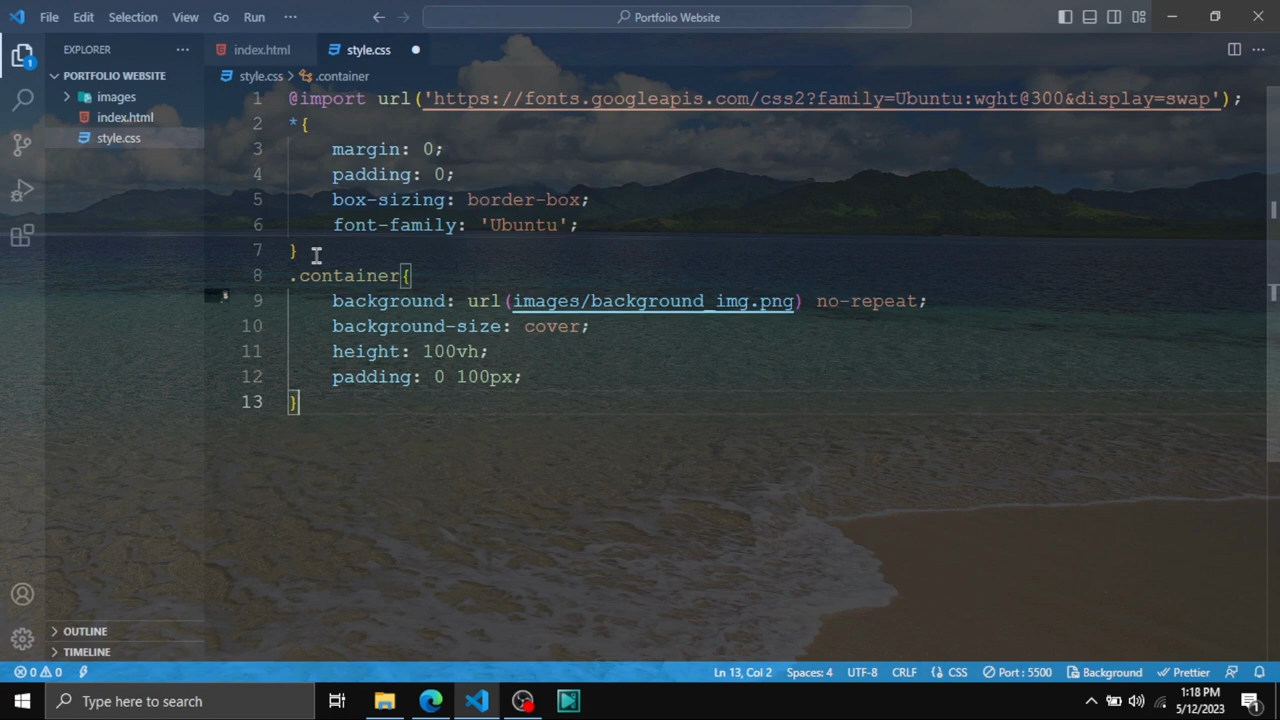 File Edit Selection View Go Run ···
Portfolio Website
EXPLORER ···
index.html
style.css
PORTFOLIO WEBSITE
images
index.html
style.css
style.css > .container
1 @import url('https://fonts.googleapis.com/css2?family=Ubuntu:wght@300&display=swap');
2 *{
3 margin: 0;
4 padding: 0;
5 box-sizing: border-box;
6 font-family: 'Ubuntu';
7 }
8 .container{
9 background: url(images/background_img.png) no-repeat;
10 background-size: cover;
11 height: 100vh;
12 padding: 0 100px;
13 }
1
OUTLINE
TIMELINE
0 0
Ln 13, Col 2 Spaces: 4 UTF-8 CRLF {} CSS Port : 5500 Background Prettier
Type here to search
1:18 PM
5/12/2023
1